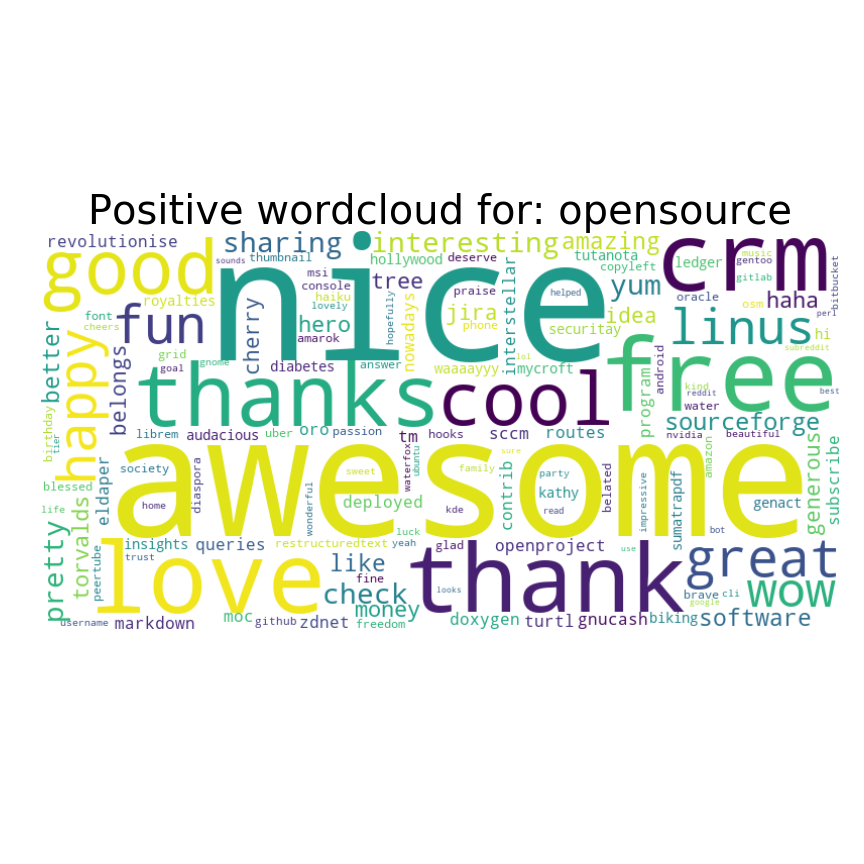 Positive wordcloud for: opensource
revolutionise
sharing
interesting
amazing
good
nice
crm
sounds
thumbnail
hollywood
deserve
tutanota
copyleft
ledger
music
gentoo
gitlab
bitbucket
msi
console
haiku
lovely
tree
praise
interstellar
helped
yum
oracle
osm
haha
perl
royalties
font
cheers
fun
cherry
hero
amarok
hopefully
nowadays
jira
phone
securitay
idea
linus
hi
subreddit
better
happy
belongs
grid
goal
gnome
diabetes
answer
waaaayyy
lol
mycroft
free
android
kind
reddit
water
best
thanks
cool
program
sourceforge
birthday
tier
librem
audacious
uber
oro
passion
tm
hooks
sccm
routes
nvidia
beautiful
awesome
blessed
life
eldaper
society
home
diaspora
wonderful
sweet
waterfox
ubuntu
deployed
family
sure
contrib
party
kathy
read
belated
impressive
sumatrapdf
amazon
genact
generous
subscribe
bot
luck
kde
pretty
torvalds
peertube
insights
trust
queries
restructuredtext
yeah
glad
openproject
use
love
like
fine
check
thank
looks
great
wow
brave
cli
google
money
username
markdown
moc
github
zdnet
freedom
doxygen
turtl
gnucash
biking
software